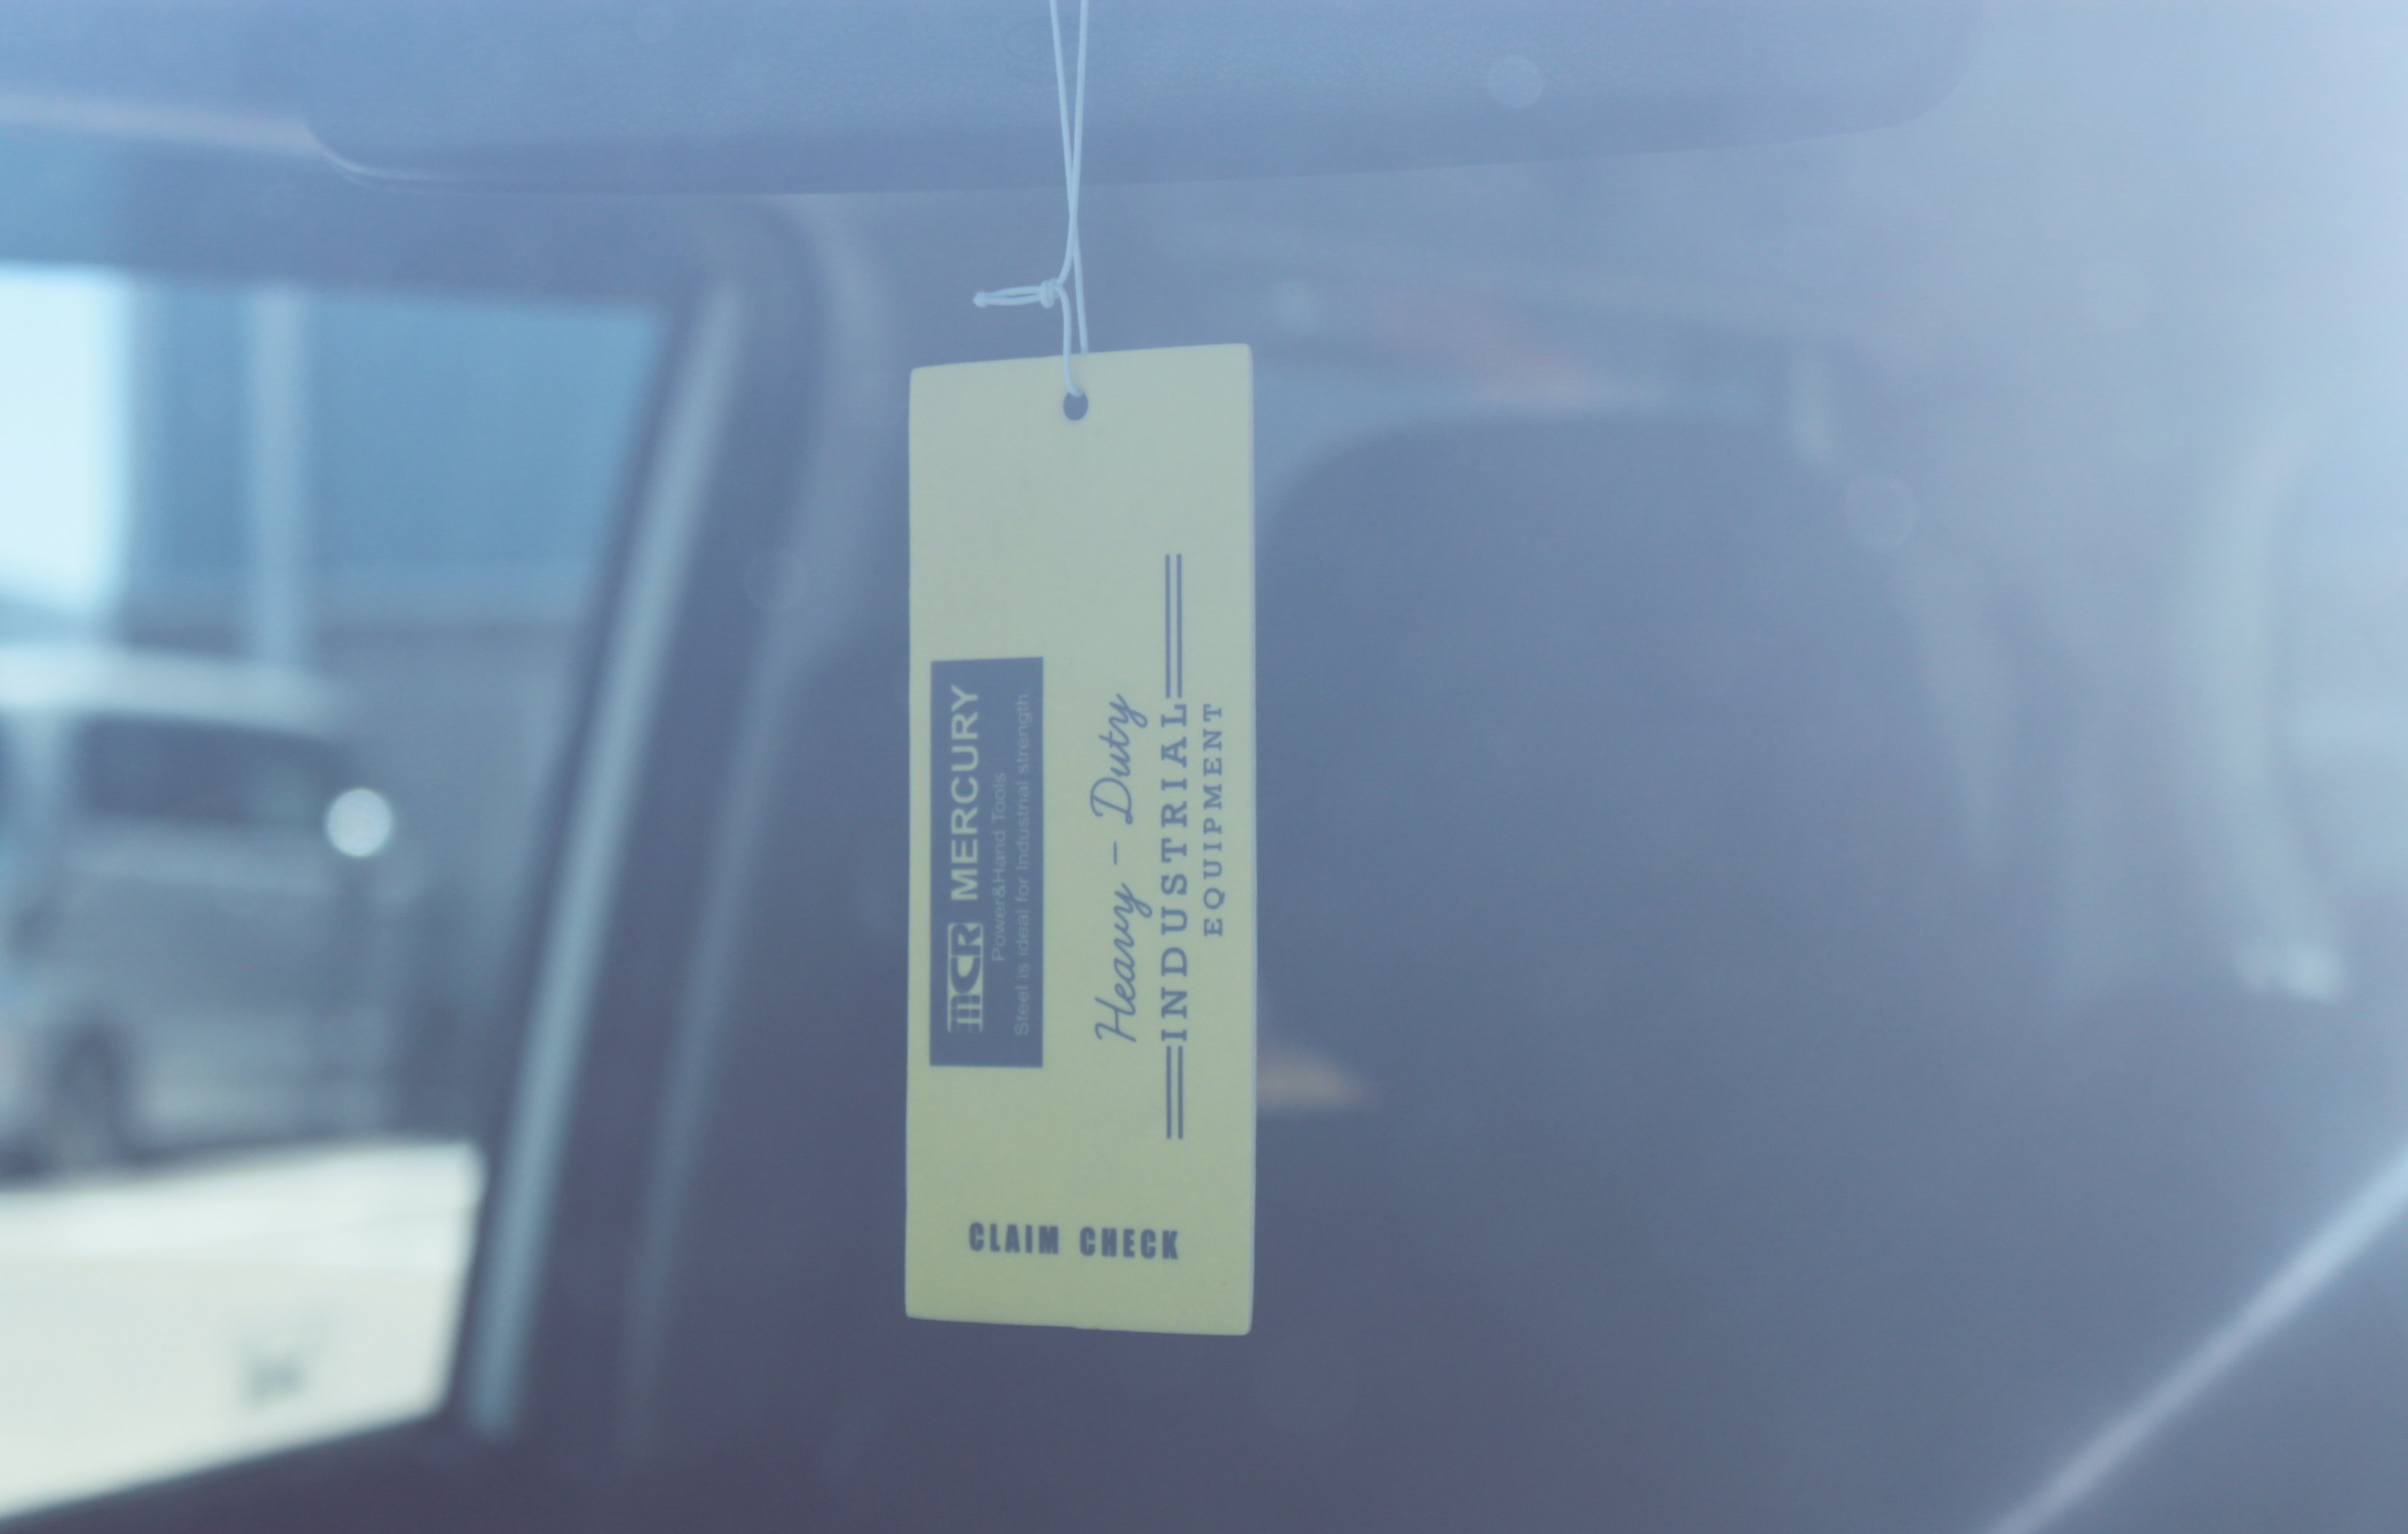 MCR MERCURY
Power&Hand Tools
Steel is ideal for Industrial strength
Heavy - Duty
INDUSTRIAL
EQUIPMENT
CLAIM CHECK